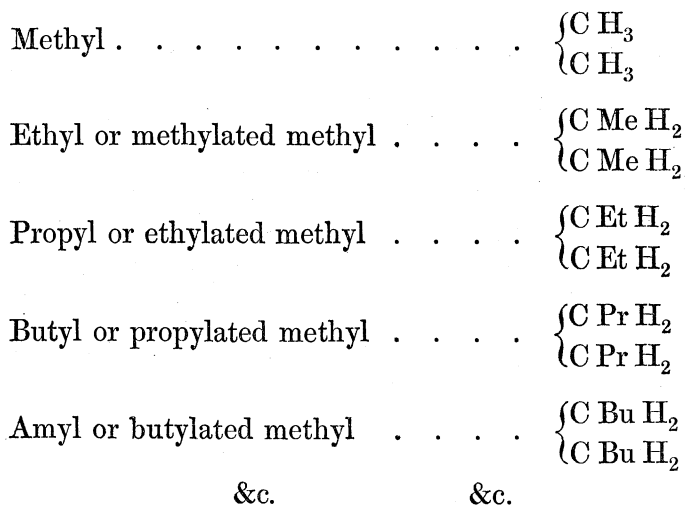 Methyl . . . . . . . . . . . . {C H₃
{C H₃
Ethyl or methylated methyl . . . . {C Me H₂
{C Me H₂
Propyl or ethylated methyl . . . . {C Et H₂
{C Et H₂
Butyl or propylated methyl . . . . {C Pr H₂
{C Pr H₂
Amyl or butylated methyl . . . . {C Bu H₂
{C Bu H₂
&c. &c.